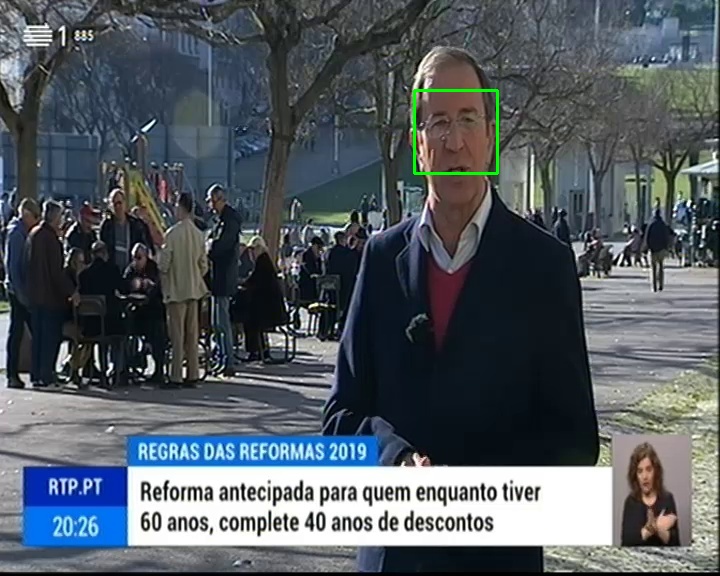 1 885
REGRAS DAS REFORMAS 2019
RTP.PT
Reforma antecipada para quem enquanto tiver
20:26
60 anos, complete 40 anos de descontos